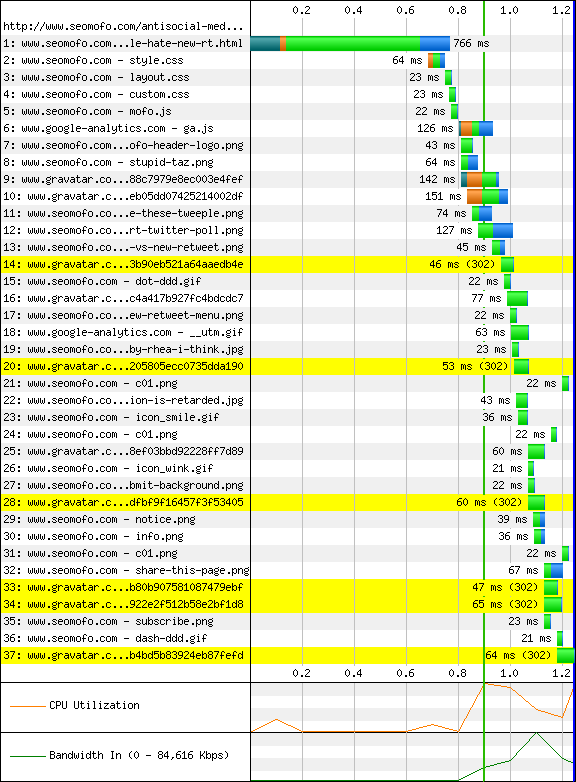 0.2 0.4 0.6 0.8 1.0 1.2
http://www.seomofo.com/antisocial-med...
1: www.seomofo.com...le-hate-new-rt.html 766 ms
2: www.seomofo.com - style.css 64 ms
3: www.seomofo.com - layout.css 23 ms
4: www.seomofo.com - custom.css 23 ms
5: www.seomofo.com - mofo.js 22 ms
6: www.google-analytics.com - ga.js 126 ms
7: www.seomofo.com...ofo-header-logo.png 43 ms
8: www.seomofo.com - stupid-taz.png 64 ms
9: www.gravatar.co...88c7979e8ec003e4fef 142 ms
10: www.gravatar.co...eb05dd07425214002df 151 ms
11: www.seomofo.co...e-these-tweeple.png 74 ms
12: www.seomofo.co...rt-twitter-poll.png 127 ms
13: www.seomofo.co...-vs-new-retweet.png 45 ms
14: www.gravatar.c...3b90eb521a64aaedb4e 46 ms (302)
15: www.seomofo.com - dot-ddd.gif 22 ms
16: www.gravatar.c...c4a417b927fc4bdcdc7 77 ms
17: www.seomofo.co...ew-retweet-menu.png 22 ms
18: www.google-analytics.com - __utm.gif 63 ms
19: www.seomofo.co...by-rhea-i-think.jpg 23 ms
20: www.gravatar.c...205805ecc0735dda190 53 ms (302)
21: www.seomofo.com - c01.png 22 ms
22: www.seomofo.co...ion-is-retarded.jpg 43 ms
23: www.seomofo.com - icon_smile.gif 36 ms
24: www.seomofo.com - c01.png 22 ms
25: www.gravatar.c...8ef03bbd92228ff7d89 60 ms
26: www.seomofo.com - icon_wink.gif 21 ms
27: www.seomofo.co...bmit-background.png 22 ms
28: www.gravatar.c...dfbf9f16457f3f53405 60 ms (302)
29: www.seomofo.com - notice.png 39 ms
30: www.seomofo.com - info.png 36 ms
31: www.seomofo.com - c01.png 22 ms
32: www.seomofo.com - share-this-page.png 67 ms
33: www.gravatar.c...b80b907581087479ebf 47 ms (302)
34: www.gravatar.c...922e2f512b58e2bf1d8 65 ms (302)
35: www.seomofo.com - subscribe.png 23 ms
36: www.seomofo.com - dash-ddd.gif 21 ms
37: www.gravatar.c...b4bd5b83924eb87fefd 64 ms (302)
0.2 0.4 0.6 0.8 1.0 1.2
CPU Utilization
Bandwidth In (0 - 84,616 Kbps)